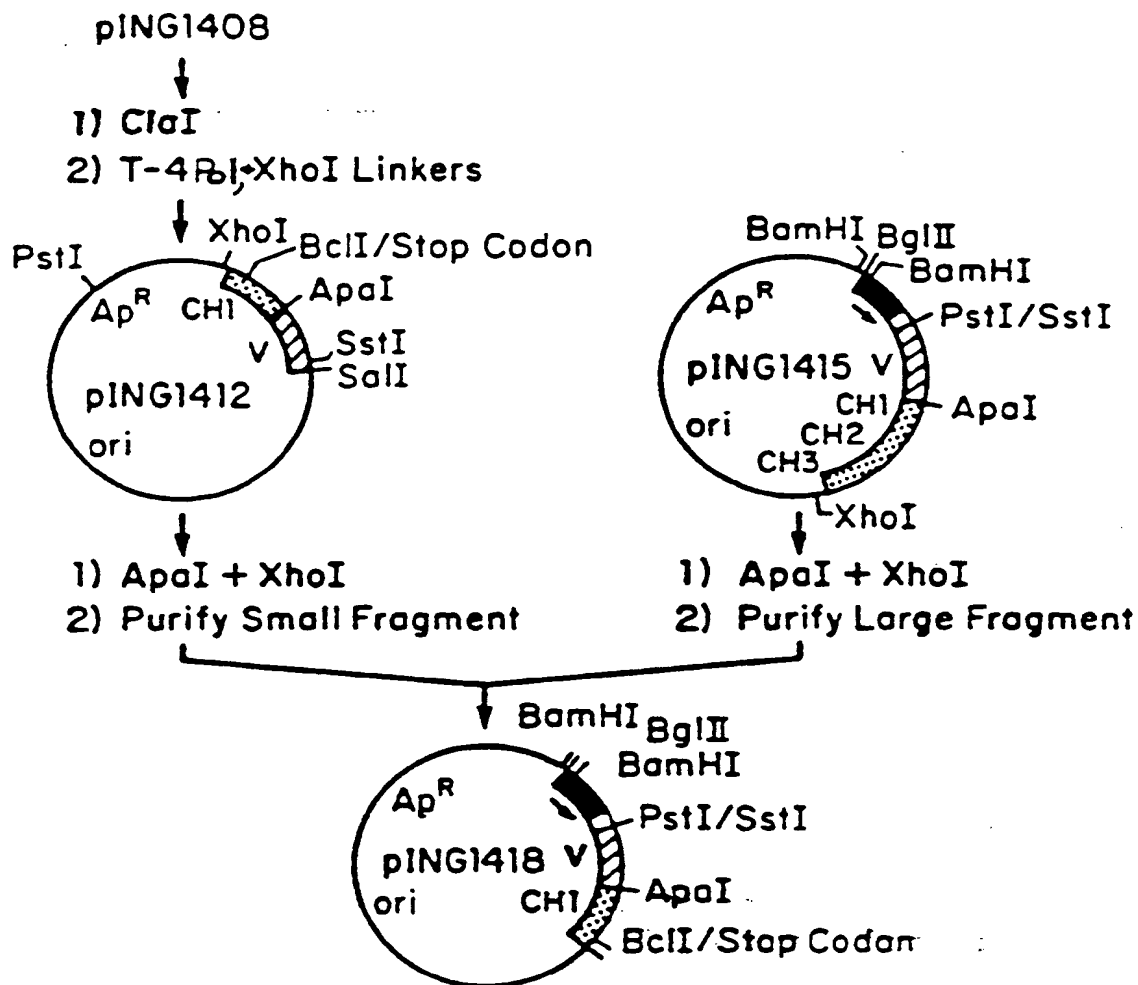 pING1408
1) ClaI
2) T-4 Pol, XhoI Linkers
XhoI
PstI
BclI/Stop Codon
Ap^R
CH1
ApaI
V
SstI
SalI
pING1412
ori
BamHI
BglII
BamHI
Ap^R
PstI/SstI
pING1415
V
CH1
ApaI
ori
CH2
CH3
XhoI
1) ApaI + XhoI
2) Purify Small Fragment
1) ApaI + XhoI
2) Purify Large Fragment
BamHI
BglII
BamHI
Ap^R
PstI/SstI
pING1418
V
ori
CH1
ApaI
BclI/Stop Codon